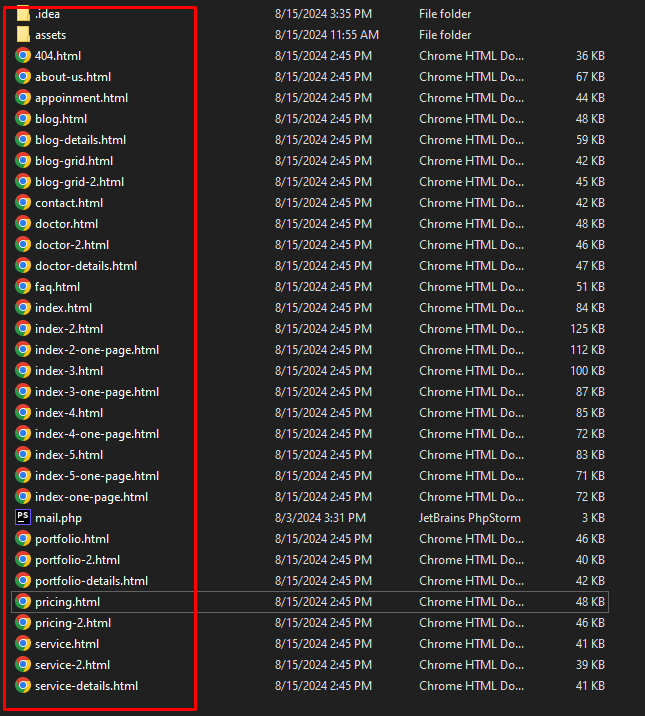 .idea 8/15/2024 3:35 PM File folder
assets 8/15/2024 11:55 AM File folder
404.html 8/15/2024 2:45 PM Chrome HTML Do... 36 KB
about-us.html 8/15/2024 2:45 PM Chrome HTML Do... 67 KB
appoinment.html 8/15/2024 2:45 PM Chrome HTML Do... 44 KB
blog.html 8/15/2024 2:45 PM Chrome HTML Do... 48 KB
blog-details.html 8/15/2024 2:45 PM Chrome HTML Do... 59 KB
blog-grid.html 8/15/2024 2:45 PM Chrome HTML Do... 42 KB
blog-grid-2.html 8/15/2024 2:45 PM Chrome HTML Do... 45 KB
contact.html 8/15/2024 2:45 PM Chrome HTML Do... 42 KB
doctor.html 8/15/2024 2:45 PM Chrome HTML Do... 48 KB
doctor-2.html 8/15/2024 2:45 PM Chrome HTML Do... 46 KB
doctor-details.html 8/15/2024 2:45 PM Chrome HTML Do... 47 KB
faq.html 8/15/2024 2:45 PM Chrome HTML Do... 51 KB
index.html 8/15/2024 2:45 PM Chrome HTML Do... 84 KB
index-2.html 8/15/2024 2:45 PM Chrome HTML Do... 125 KB
index-2-one-page.html 8/15/2024 2:45 PM Chrome HTML Do... 112 KB
index-3.html 8/15/2024 2:45 PM Chrome HTML Do... 100 KB
index-3-one-page.html 8/15/2024 2:45 PM Chrome HTML Do... 87 KB
index-4.html 8/15/2024 2:45 PM Chrome HTML Do... 85 KB
index-4-one-page.html 8/15/2024 2:45 PM Chrome HTML Do... 72 KB
index-5.html 8/15/2024 2:45 PM Chrome HTML Do... 83 KB
index-5-one-page.html 8/15/2024 2:45 PM Chrome HTML Do... 71 KB
index-one-page.html 8/15/2024 2:45 PM Chrome HTML Do... 72 KB
PS mail.php 8/3/2024 3:31 PM JetBrains PhpStorm 3 KB
portfolio.html 8/15/2024 2:45 PM Chrome HTML Do... 46 KB
portfolio-2.html 8/15/2024 2:45 PM Chrome HTML Do... 40 KB
portfolio-details.html 8/15/2024 2:45 PM Chrome HTML Do... 42 KB
pricing.html 8/15/2024 2:45 PM Chrome HTML Do... 48 KB
pricing-2.html 8/15/2024 2:45 PM Chrome HTML Do... 46 KB
service.html 8/15/2024 2:45 PM Chrome HTML Do... 41 KB
service-2.html 8/15/2024 2:45 PM Chrome HTML Do... 39 KB
service-details.html 8/15/2024 2:45 PM Chrome HTML Do... 41 KB